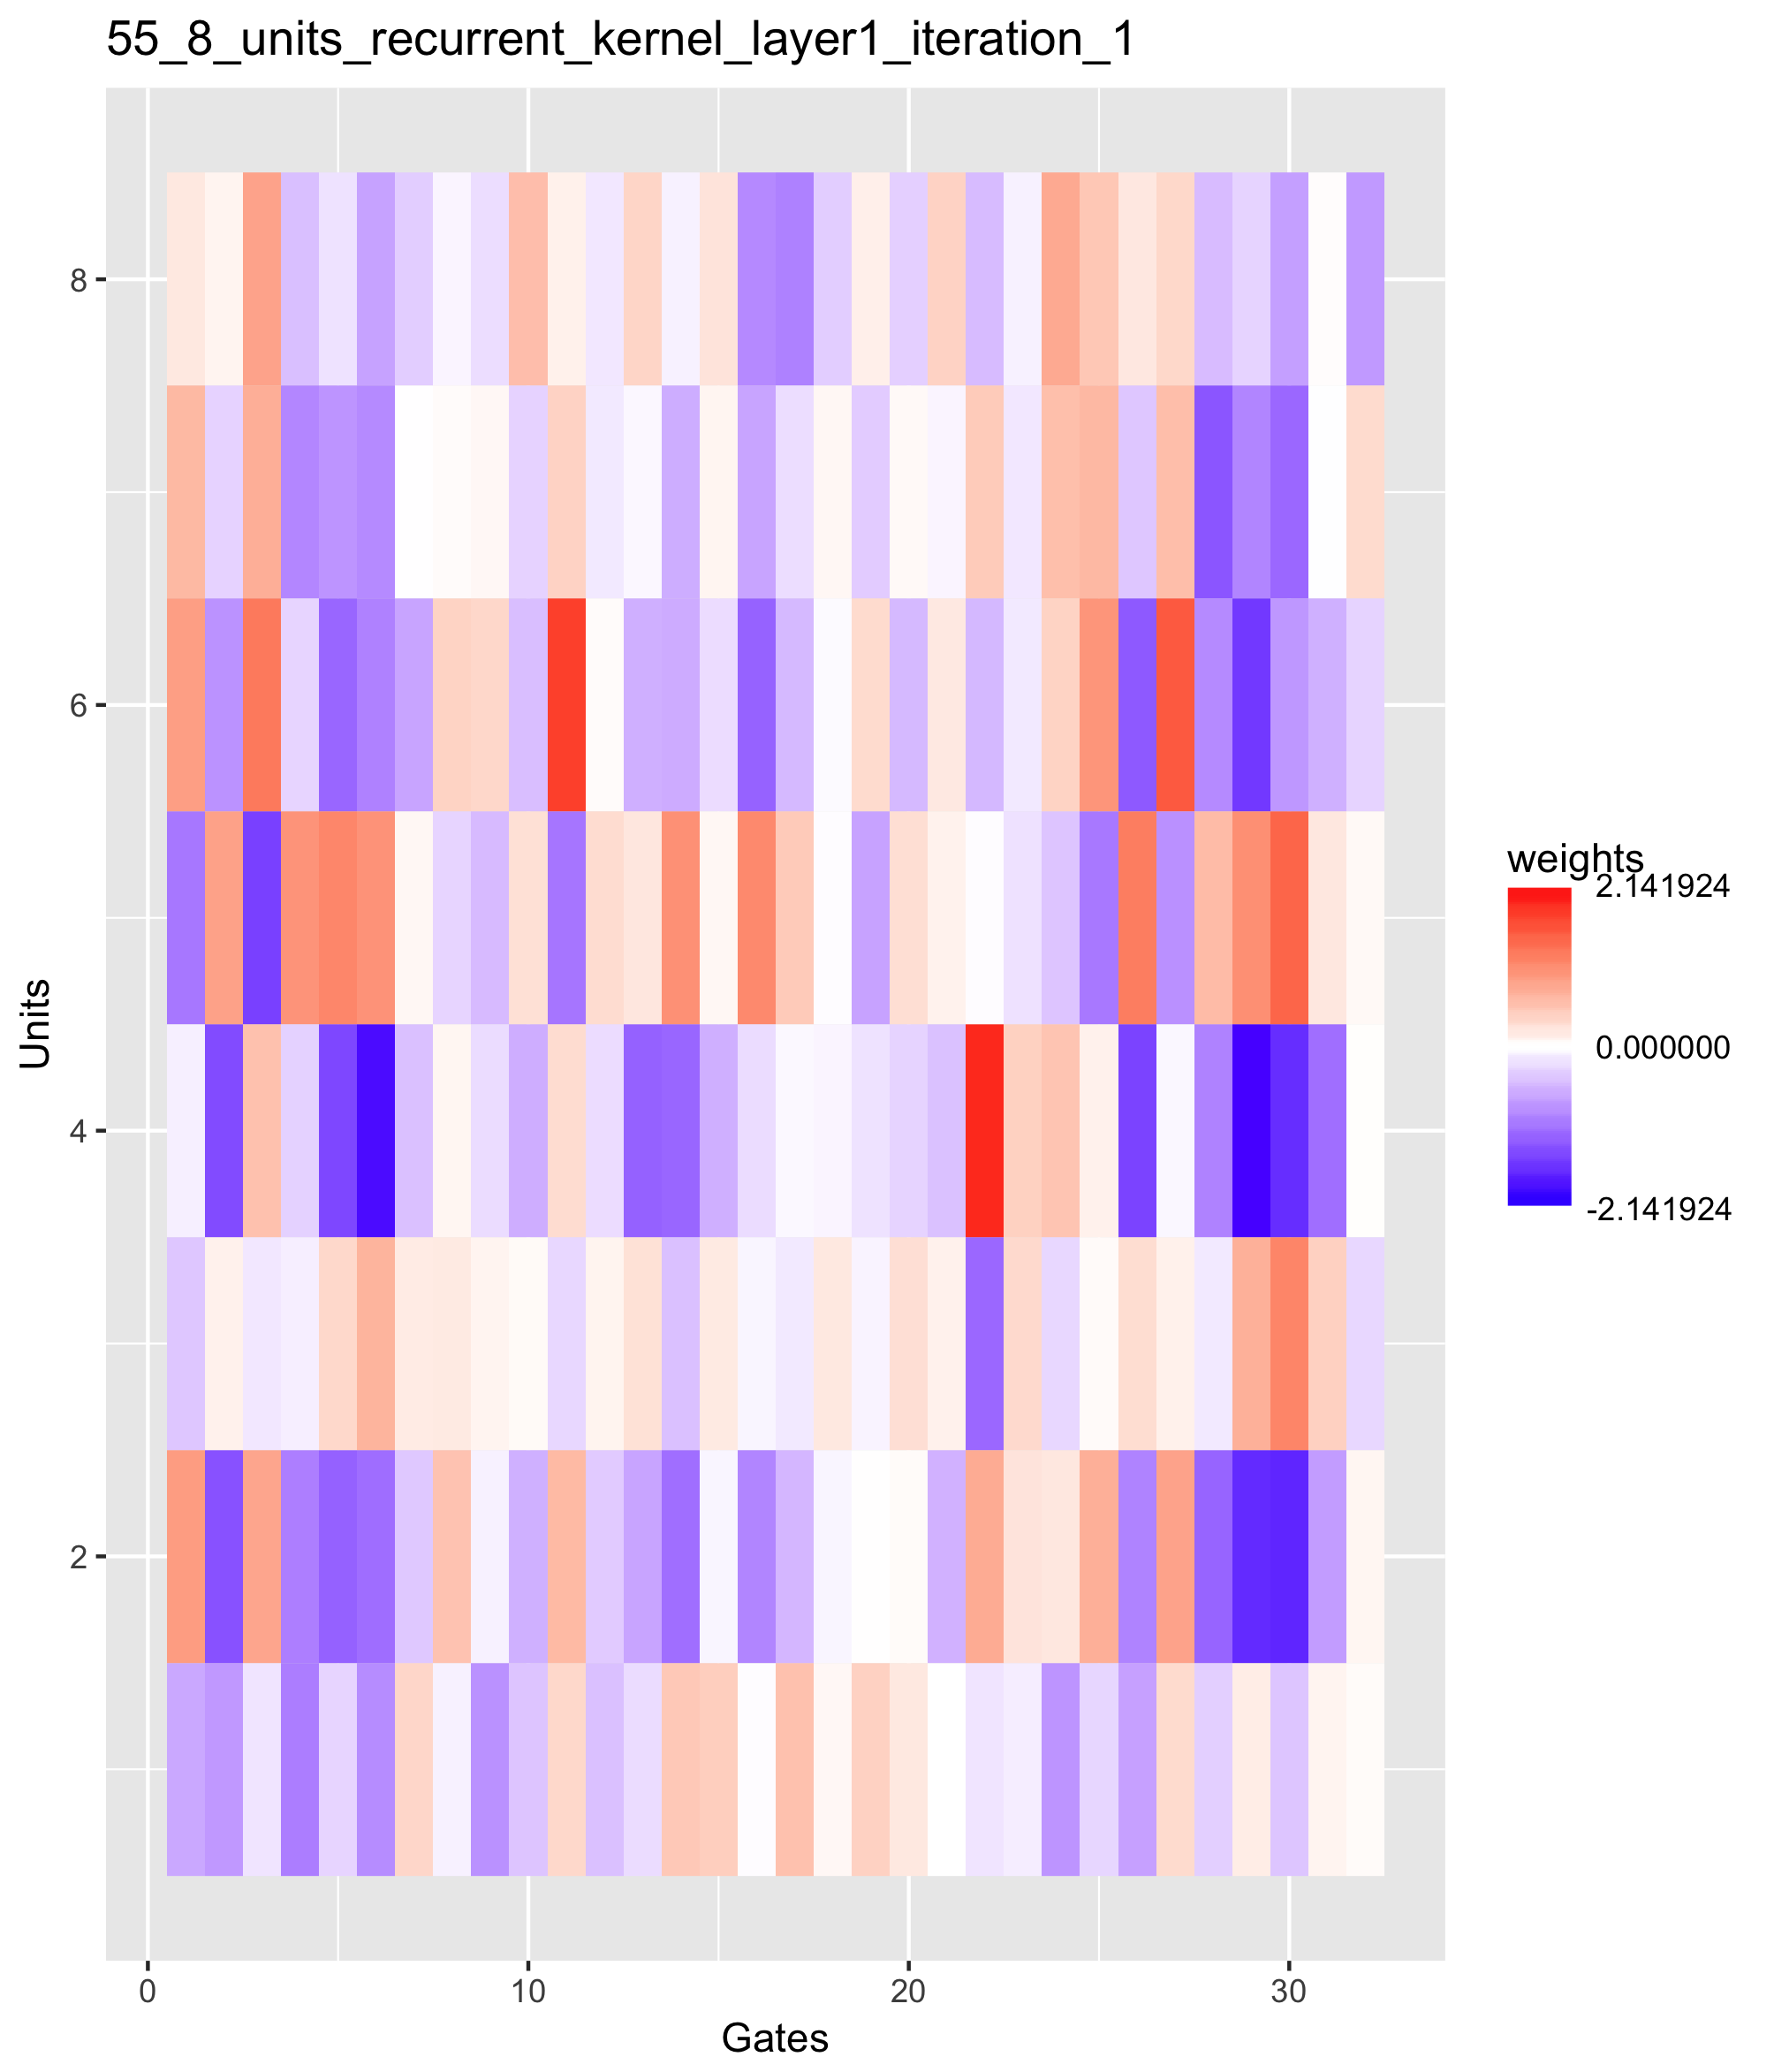 55_8_units_recurrent_kernel_layer1_iteration_1
8
6
4
2
Units
0 10 20 30
Gates
weights
2.141924
0.000000
-2.141924